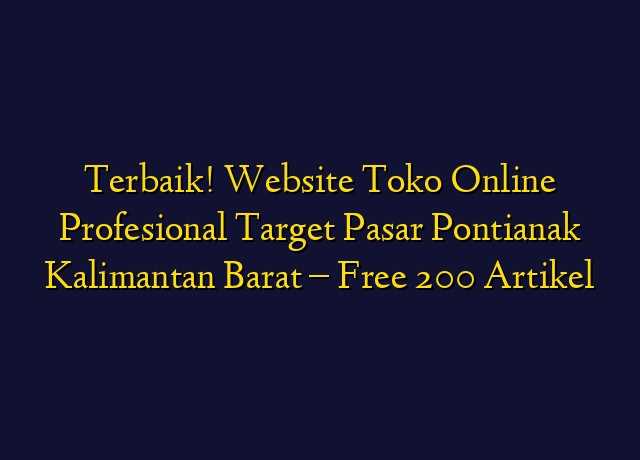 Terbaik! Website Toko Online
Profesional Target Pasar Pontianak
Kalimantan Barat – Free 200 Artikel